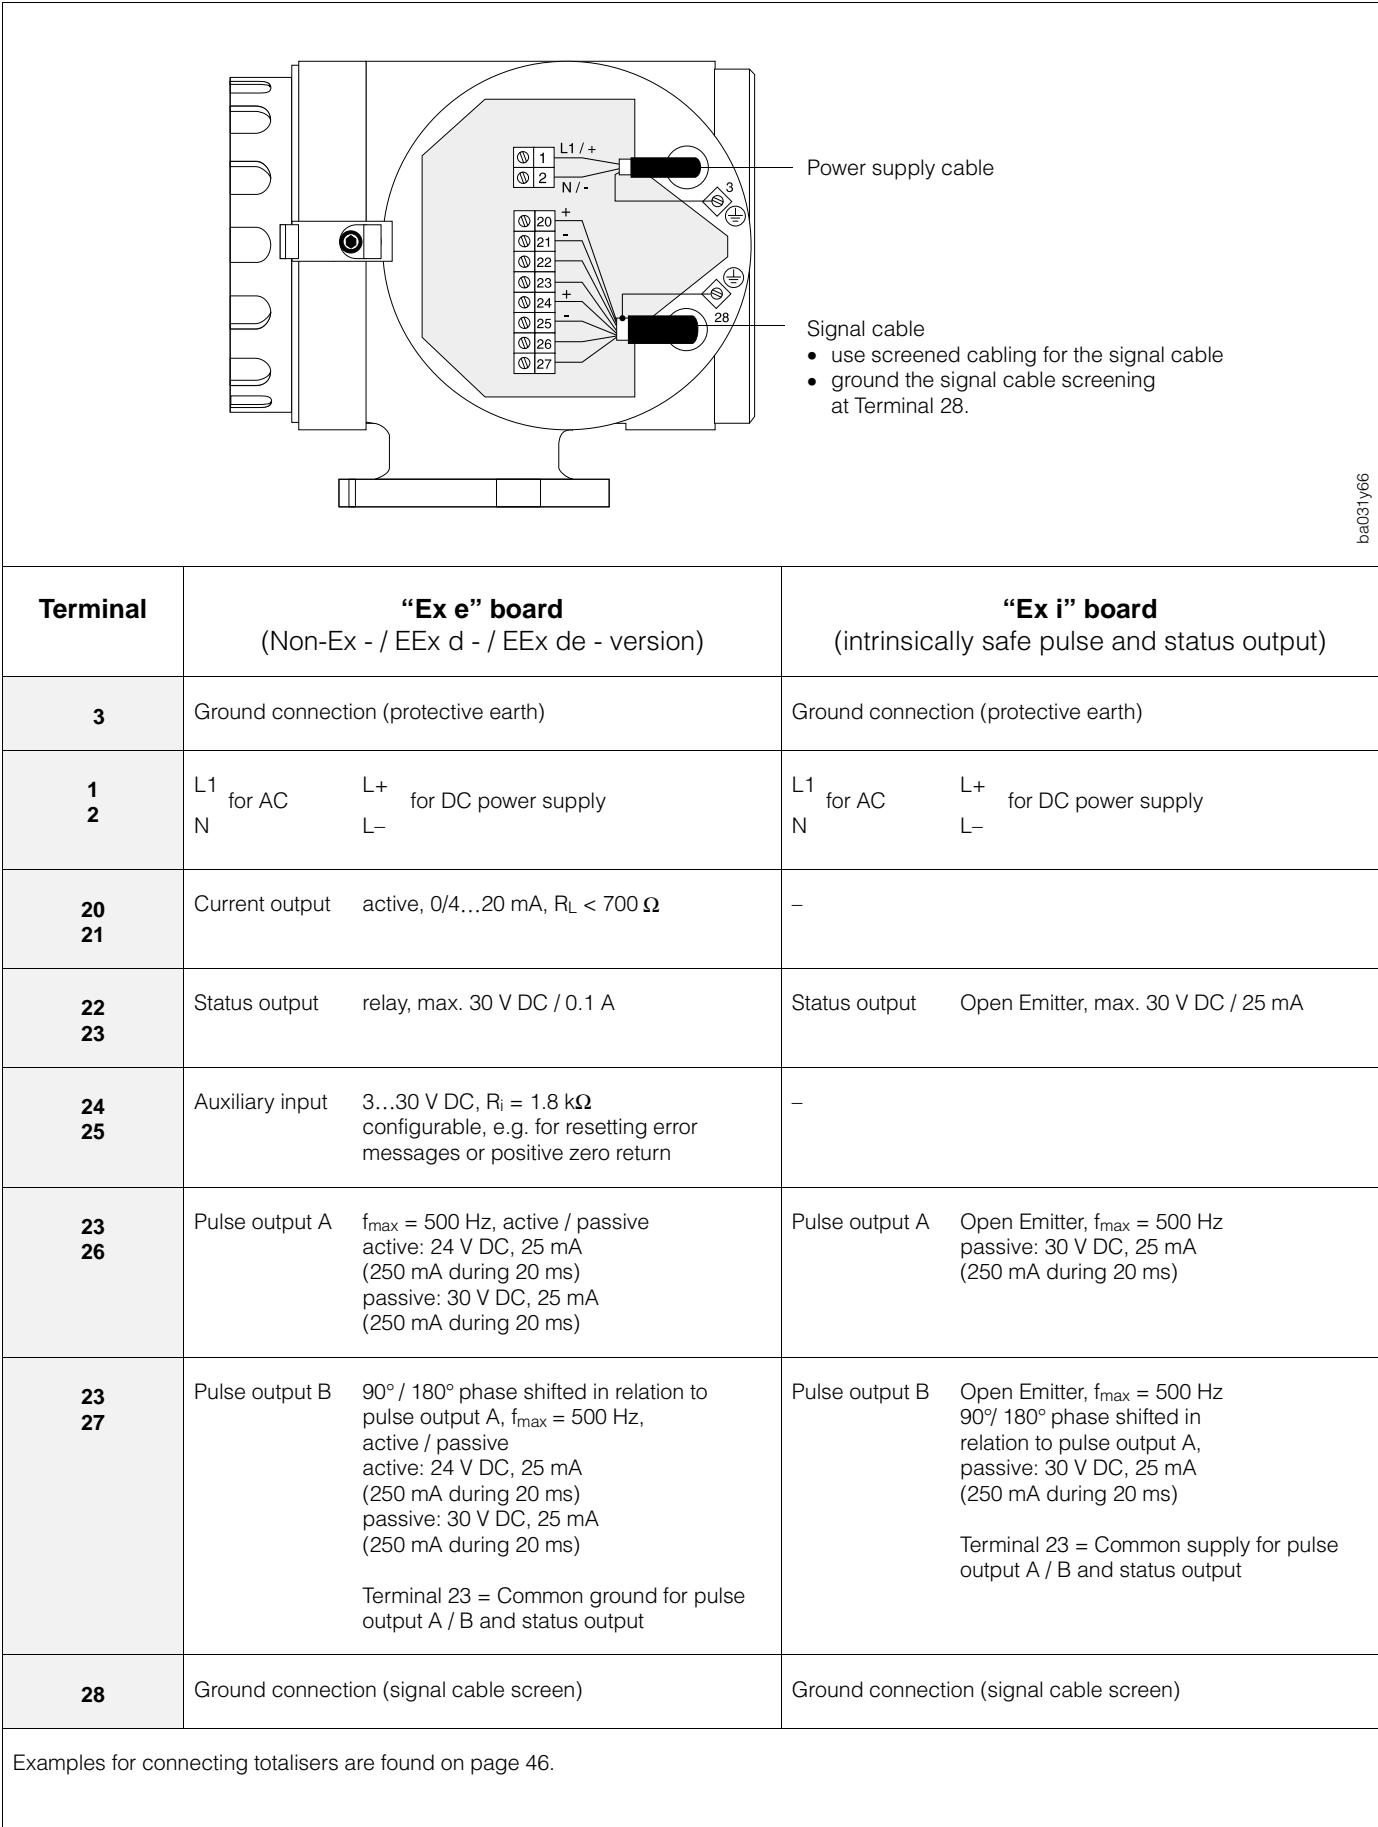 L1 / +
1
2
N / -
Power supply cable
3
+
20
-
21
22
23
+
24
-
25
26
27
28
Signal cable
• use screened cabling for the signal cable
• ground the signal cable screening
at Terminal 28.
ba031y66
Terminal
“Ex e” board
(Non-Ex - / EEx d - / EEx de - version)
“Ex i” board
(intrinsically safe pulse and status output)
3
Ground connection (protective earth)
Ground connection (protective earth)
1
2
L1 for AC L+ for DC power supply
N L–
L1 for AC L+ for DC power supply
N L–
20
21
Current output active, 0/4…20 mA, RL < 700 Ω
–
22
23
Status output relay, max. 30 V DC / 0.1 A
Status output Open Emitter, max. 30 V DC / 25 mA
24
25
Auxiliary input 3…30 V DC, Ri = 1.8 kΩ
configurable, e.g. for resetting error
messages or positive zero return
–
23
26
Pulse output A fmax = 500 Hz, active / passive
active: 24 V DC, 25 mA
(250 mA during 20 ms)
passive: 30 V DC, 25 mA
(250 mA during 20 ms)
Pulse output A Open Emitter, fmax = 500 Hz
passive: 30 V DC, 25 mA
(250 mA during 20 ms)
23
27
Pulse output B 90° / 180° phase shifted in relation to
pulse output A, fmax = 500 Hz,
active / passive
active: 24 V DC, 25 mA
(250 mA during 20 ms)
passive: 30 V DC, 25 mA
(250 mA during 20 ms)
Terminal 23 = Common ground for pulse
output A / B and status output
Pulse output B Open Emitter, fmax = 500 Hz
90°/ 180° phase shifted in
relation to pulse output A,
passive: 30 V DC, 25 mA
(250 mA during 20 ms)
Terminal 23 = Common supply for pulse
output A / B and status output
28
Ground connection (signal cable screen)
Ground connection (signal cable screen)
Examples for connecting totalisers are found on page 46.